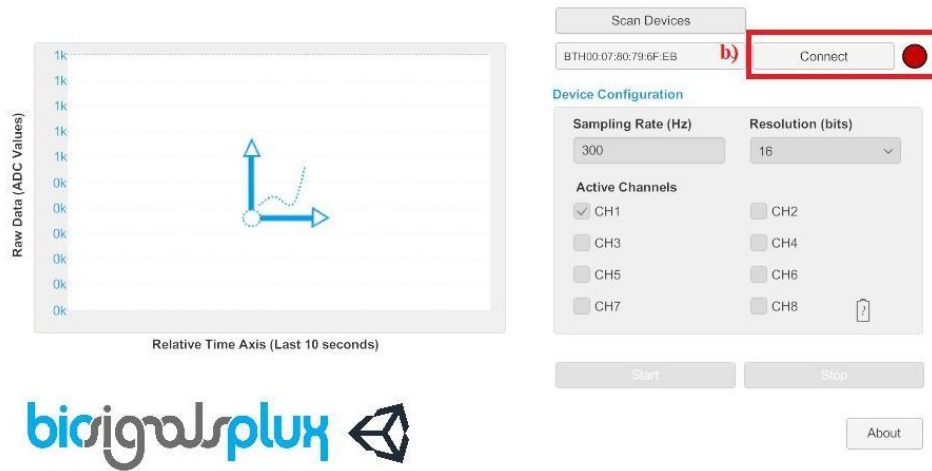 Scan Devices
BTH00:07:80:79:6F:EB
b)
Connect
Device Configuration
Sampling Rate (Hz)
Resolution (bits)
300
16
Active Channels
CH1
CH2
CH3
CH4
CH5
CH6
CH7
CH8
?
Start
Stop
About
Raw Data (ADC Values)
1k
1k
1k
1k
1k
0k
0k
0k
0k
0k
0k
Relative Time Axis (Last 10 seconds)
biosignalsplux